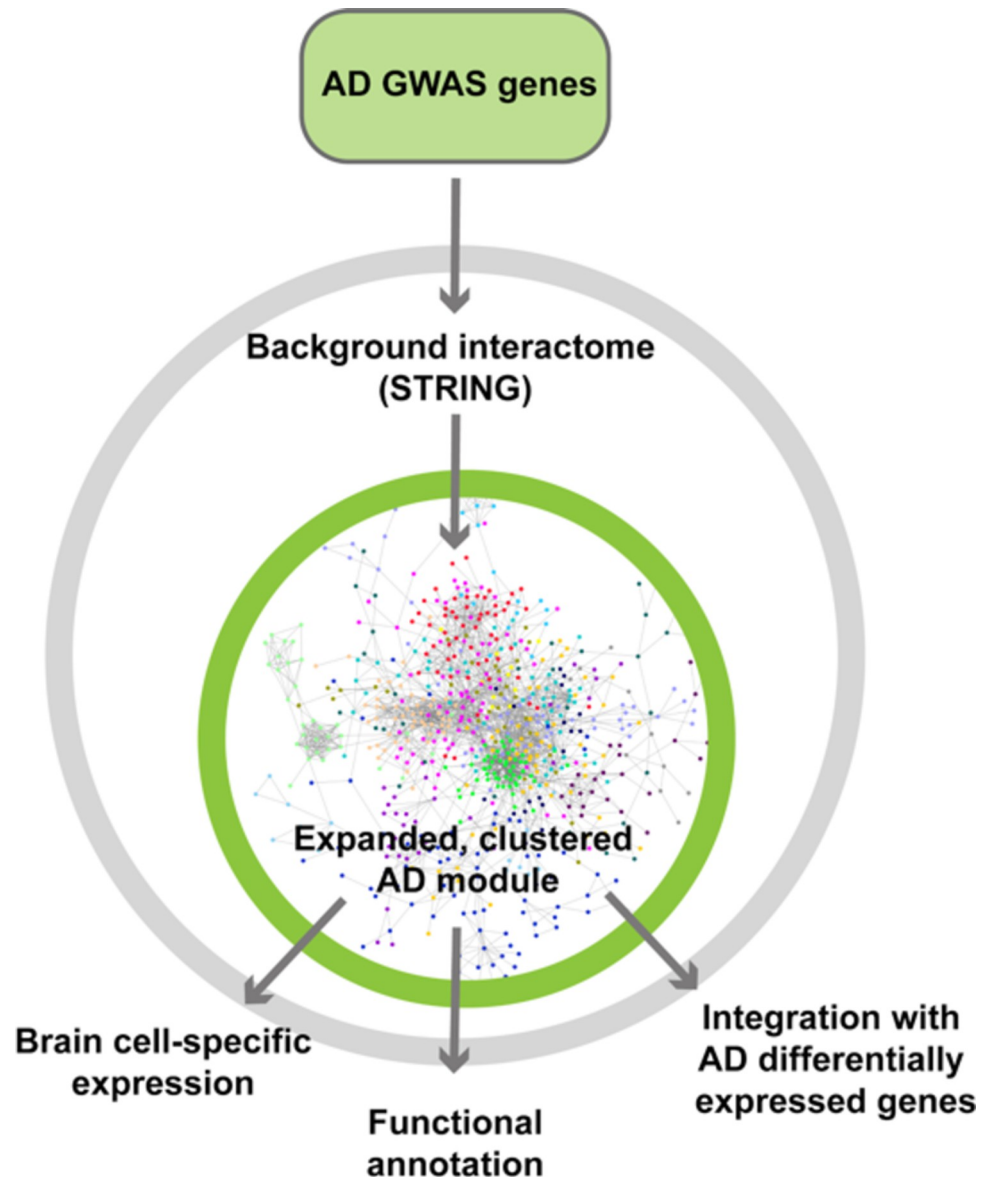 AD GWAS genes
Background interactome
(STRING)
Expanded, clustered
AD module
Brain cell-specific
expression
Functional
annotation
Integration with
AD differentially
expressed genes